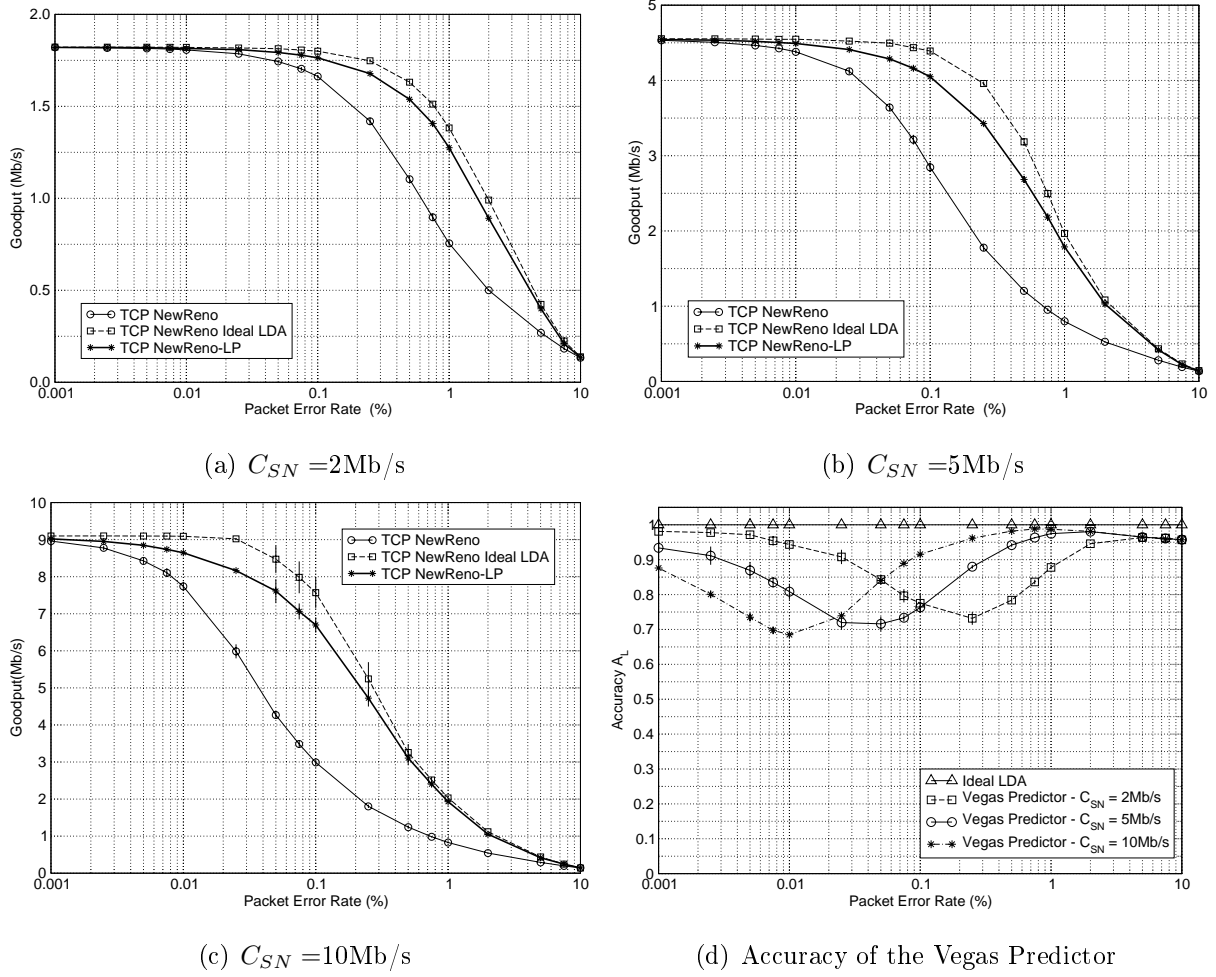 2.0
1.5
1.0
0.5
0.0
Goodput (Mb/s)
TCP NewReno
TCP NewReno Ideal LDA
TCP NewReno-LP
0.001 0.01 0.1 1 10
Packet Error Rate (%)
(a) C_SN =2Mb/s
5
4
3
2
1
0
Goodput (Mb/s)
TCP NewReno
TCP NewReno Ideal LDA
TCP NewReno-LP
0.001 0.01 0.1 1 10
Packet Error Rate (%)
(b) C_SN =5Mb/s
10
9
8
7
6
5
4
3
2
1
0
Goodput(Mb/s)
TCP NewReno
TCP NewReno Ideal LDA
TCP NewReno-LP
0.001 0.01 0.1 1 10
Packet Error Rate (%)
(c) C_SN =10Mb/s
1
0.9
0.8
0.7
0.6
0.5
0.4
0.3
0.2
0.1
0
Accuracy A_L
Ideal LDA
Vegas Predictor - C_SN = 2Mb/s
Vegas Predictor - C_SN = 5Mb/s
Vegas Predictor - C_SN = 10Mb/s
0.001 0.01 0.1 1 10
Packet Error Rate (%)
(d) Accuracy of the Vegas Predictor